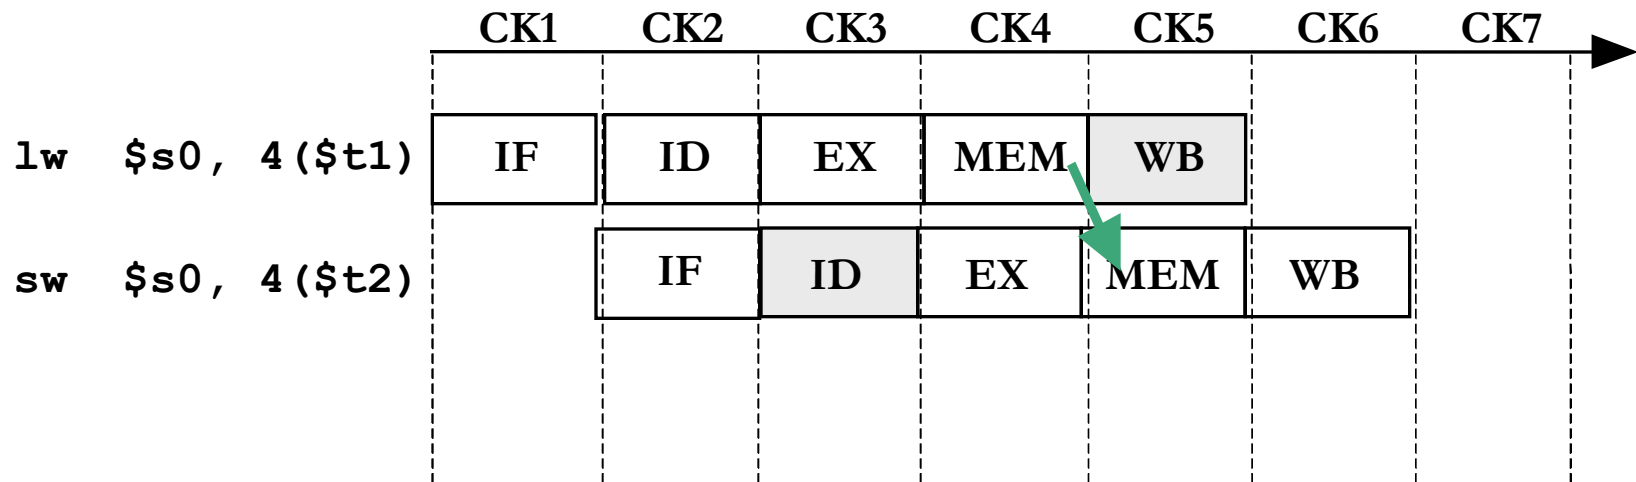 CK1 CK2 CK3 CK4 CK5 CK6 CK7
lw $s0, 4($t1) IF ID EX MEM WB
sw $s0, 4($t2) IF ID EX MEM WB